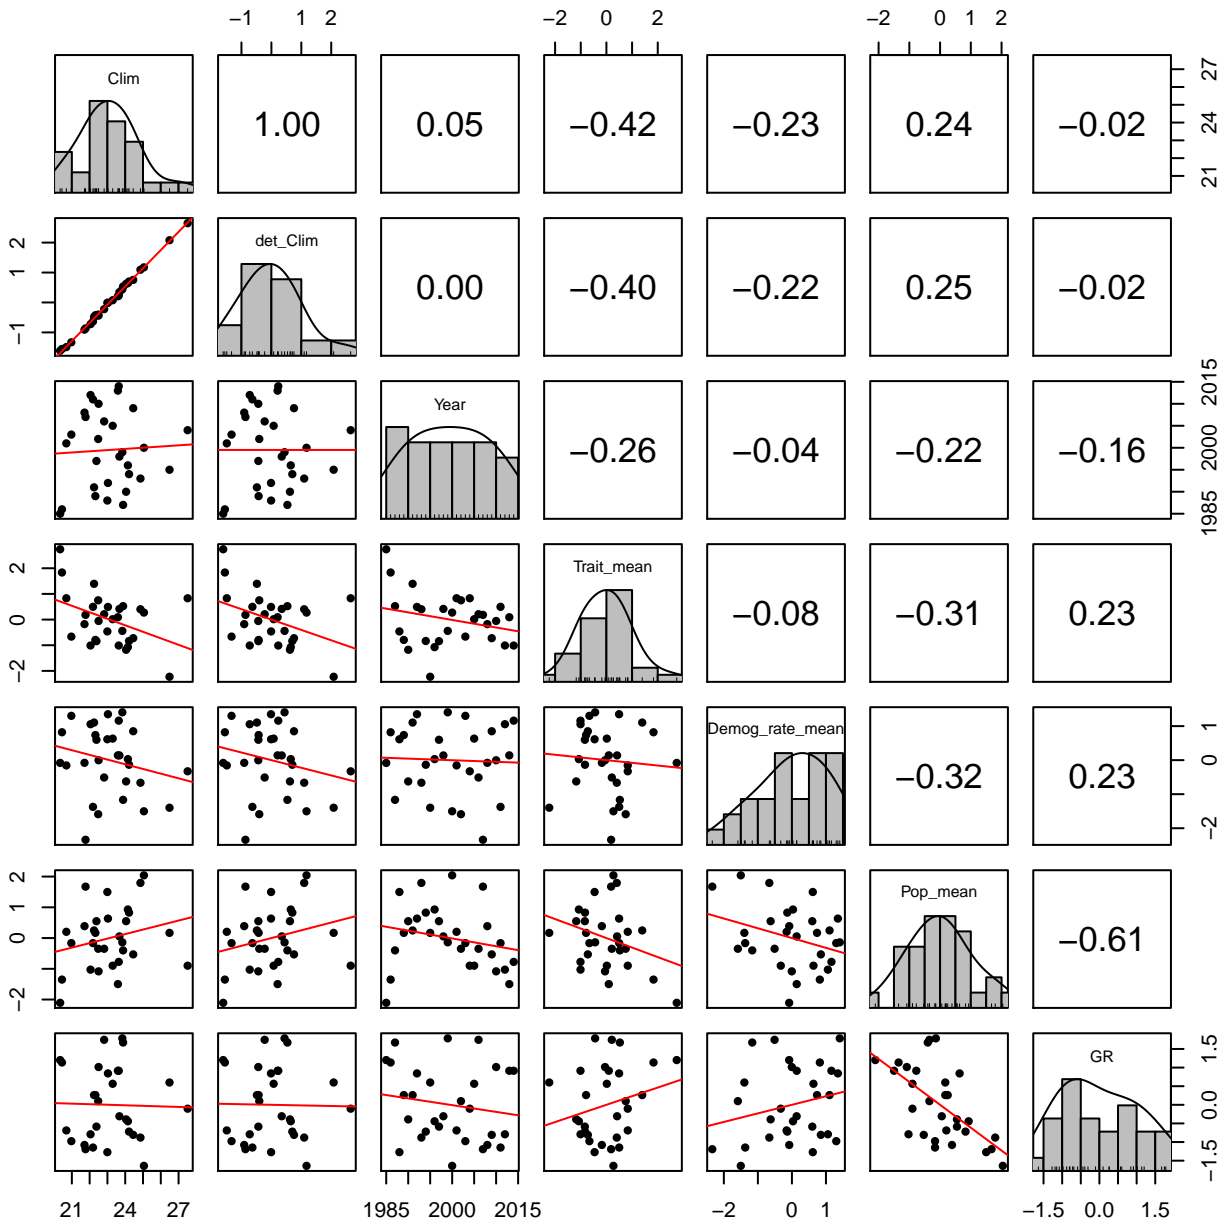 −1 1 2 −2 0 2 −2 0 2
Clim 1.00 0.05 −0.42 −0.23 0.24 −0.02 21 24 27
−1 1 2 det_Clim 0.00 −0.40 −0.22 0.25 −0.02
Year −0.26 −0.04 −0.22 −0.16 1985 2000 2015
−2 0 2 Trait_mean −0.08 −0.31 0.23
Demog_rate_mean −0.32 0.23 −2 0 1
−2 0 1 2 Pop_mean −0.61
GR −1.5 0.0 1.5
21 24 27 1985 2000 2015 −2 0 −1.5 0.0 1.5